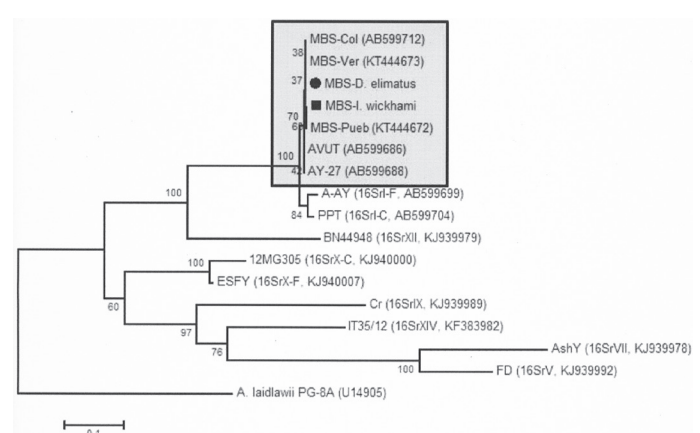 MBS-Col (AB599712)
38
MBS-Ver (KT444673)
37
MBS-D. elimatus
MBS-I. wickhami
70
MBS-Pueb (KT444672)
AVUT (AB599686)
100
AY-27 (AB599688)
42
A-AY (16SrI-F, AB599699)
100
84
PPT (16SrI-C, AB599704)
BN44948 (16SrXII, KJ939979)
100
12MG305 (16SrX-C, KJ940000)
ESFY (16SrX-F, KJ940007)
60
Cr (16SrIX, KJ939989)
97
IT35/12 (16SrXIV, KF383982)
76
AshY (16SrVII, KJ939978)
100
FD (16SrV, KJ939992)
A. laidlawii PG-8A (U14905)